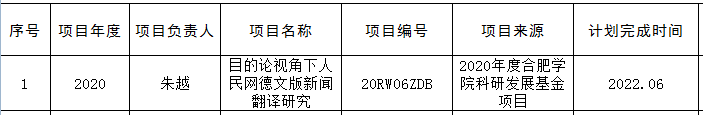 序号 项目年度 项目负责人 项目名称 项目编号 项目来源 计划完成时间
目的论视角下人 2020年度合肥学
1 2020 朱越 民网德文版新闻 20RW06ZDB 院科研发展基金 2022.06
翻译研究 项目